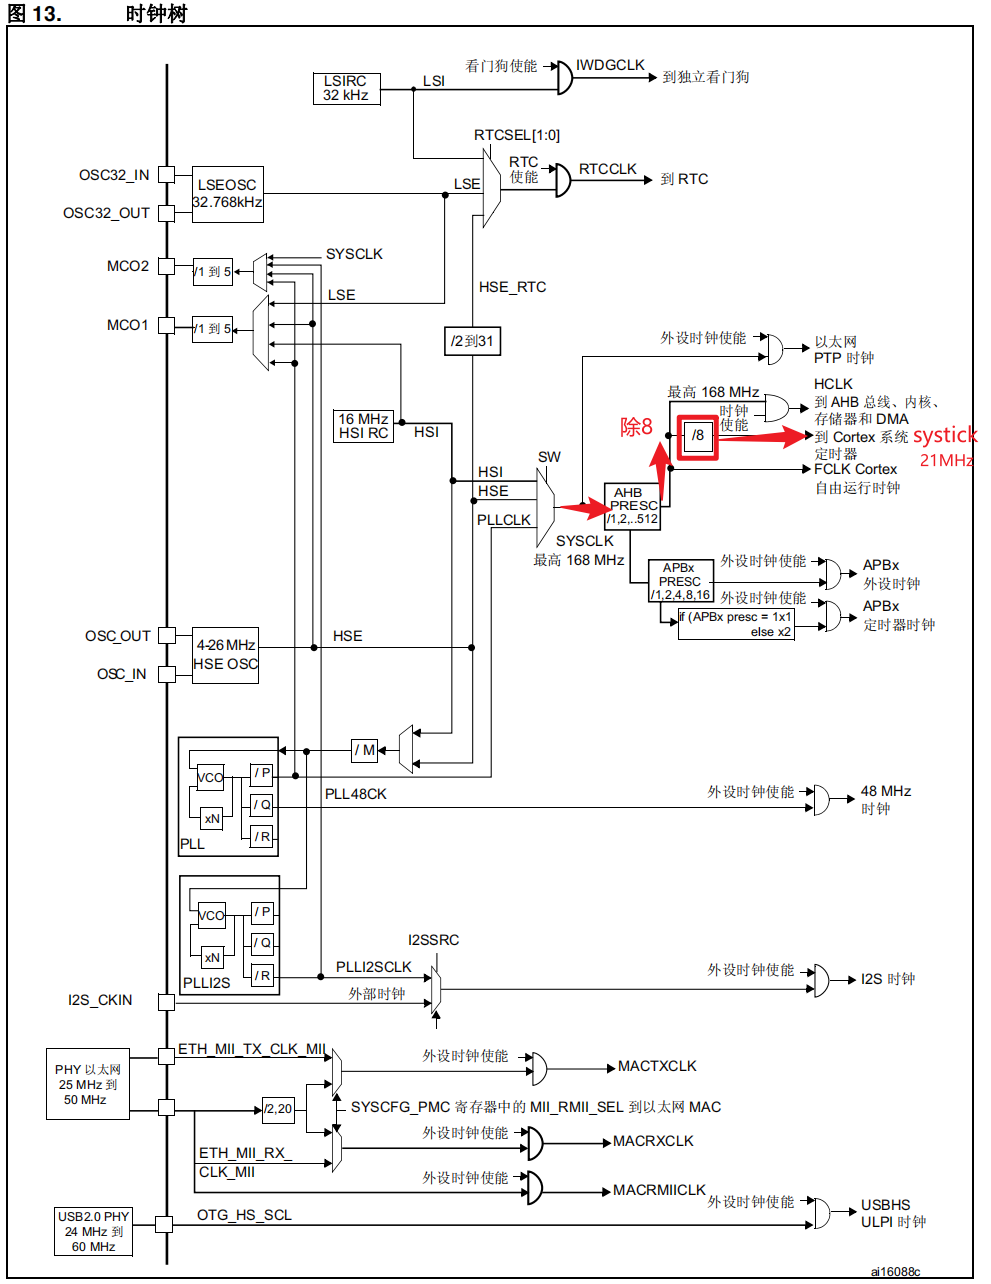 图 13. 时钟树
看门狗使能
IWDGCLK
到独立看门狗
LSIRC
32 kHz
LSI
RTCSEL[1:0]
OSC32_IN
LSEOSC
32.768kHz
LSE
RTC
使能
RTCCLK
到 RTC
OSC32_OUT
MCO2
/1 到 5
SYSCLK
LSE
HSE_RTC
MCO1
/1 到 5
/2到31
外设时钟使能
以太网
PTP 时钟
16 MHz
HSI RC
HSI
最高 168 MHz
时钟
使能
HCLK
到 AHB 总线、内核、
存储器和 DMA
除8
/8
到 Cortex 系统
定时器
systick
21MHz
FCLK Cortex
自由运行时钟
SW
HSI
HSE
PLLCLK
AHB
PRESC
/1,2,..512
SYSCLK
最高 168 MHz
APBx
PRESC
/1,2,4,8,16
外设时钟使能
APBx
外设时钟
外设时钟使能
APBx
定时器时钟
if (APBx presc = 1x1
else x2
OSC_OUT
4-26 MHz
HSE OSC
HSE
OSC_IN
/ M
VCO
/ P
xN
/ Q
/ R
PLL
PLL48CK
外设时钟使能
48 MHz
时钟
VCO
/ P
xN
/ Q
/ R
PLLI2S
I2SSRC
PLLI2SCLK
外部时钟
外设时钟使能
I2S 时钟
I2S_CKIN
PHY 以太网
25 MHz 到
50 MHz
ETH_MII_TX_CLK_MII
外设时钟使能
MACTXCLK
/2,20
SYSCFG_PMC 寄存器中的 MII_RMII_SEL 到以太网 MAC
外设时钟使能
MACRXCLK
ETH_MII_RX_
CLK_MII
外设时钟使能
MACRMIICLK
USB2.0 PHY
24 MHz 到
60 MHz
OTG_HS_SCL
外设时钟使能
USBHS
ULPI 时钟
ai16088c